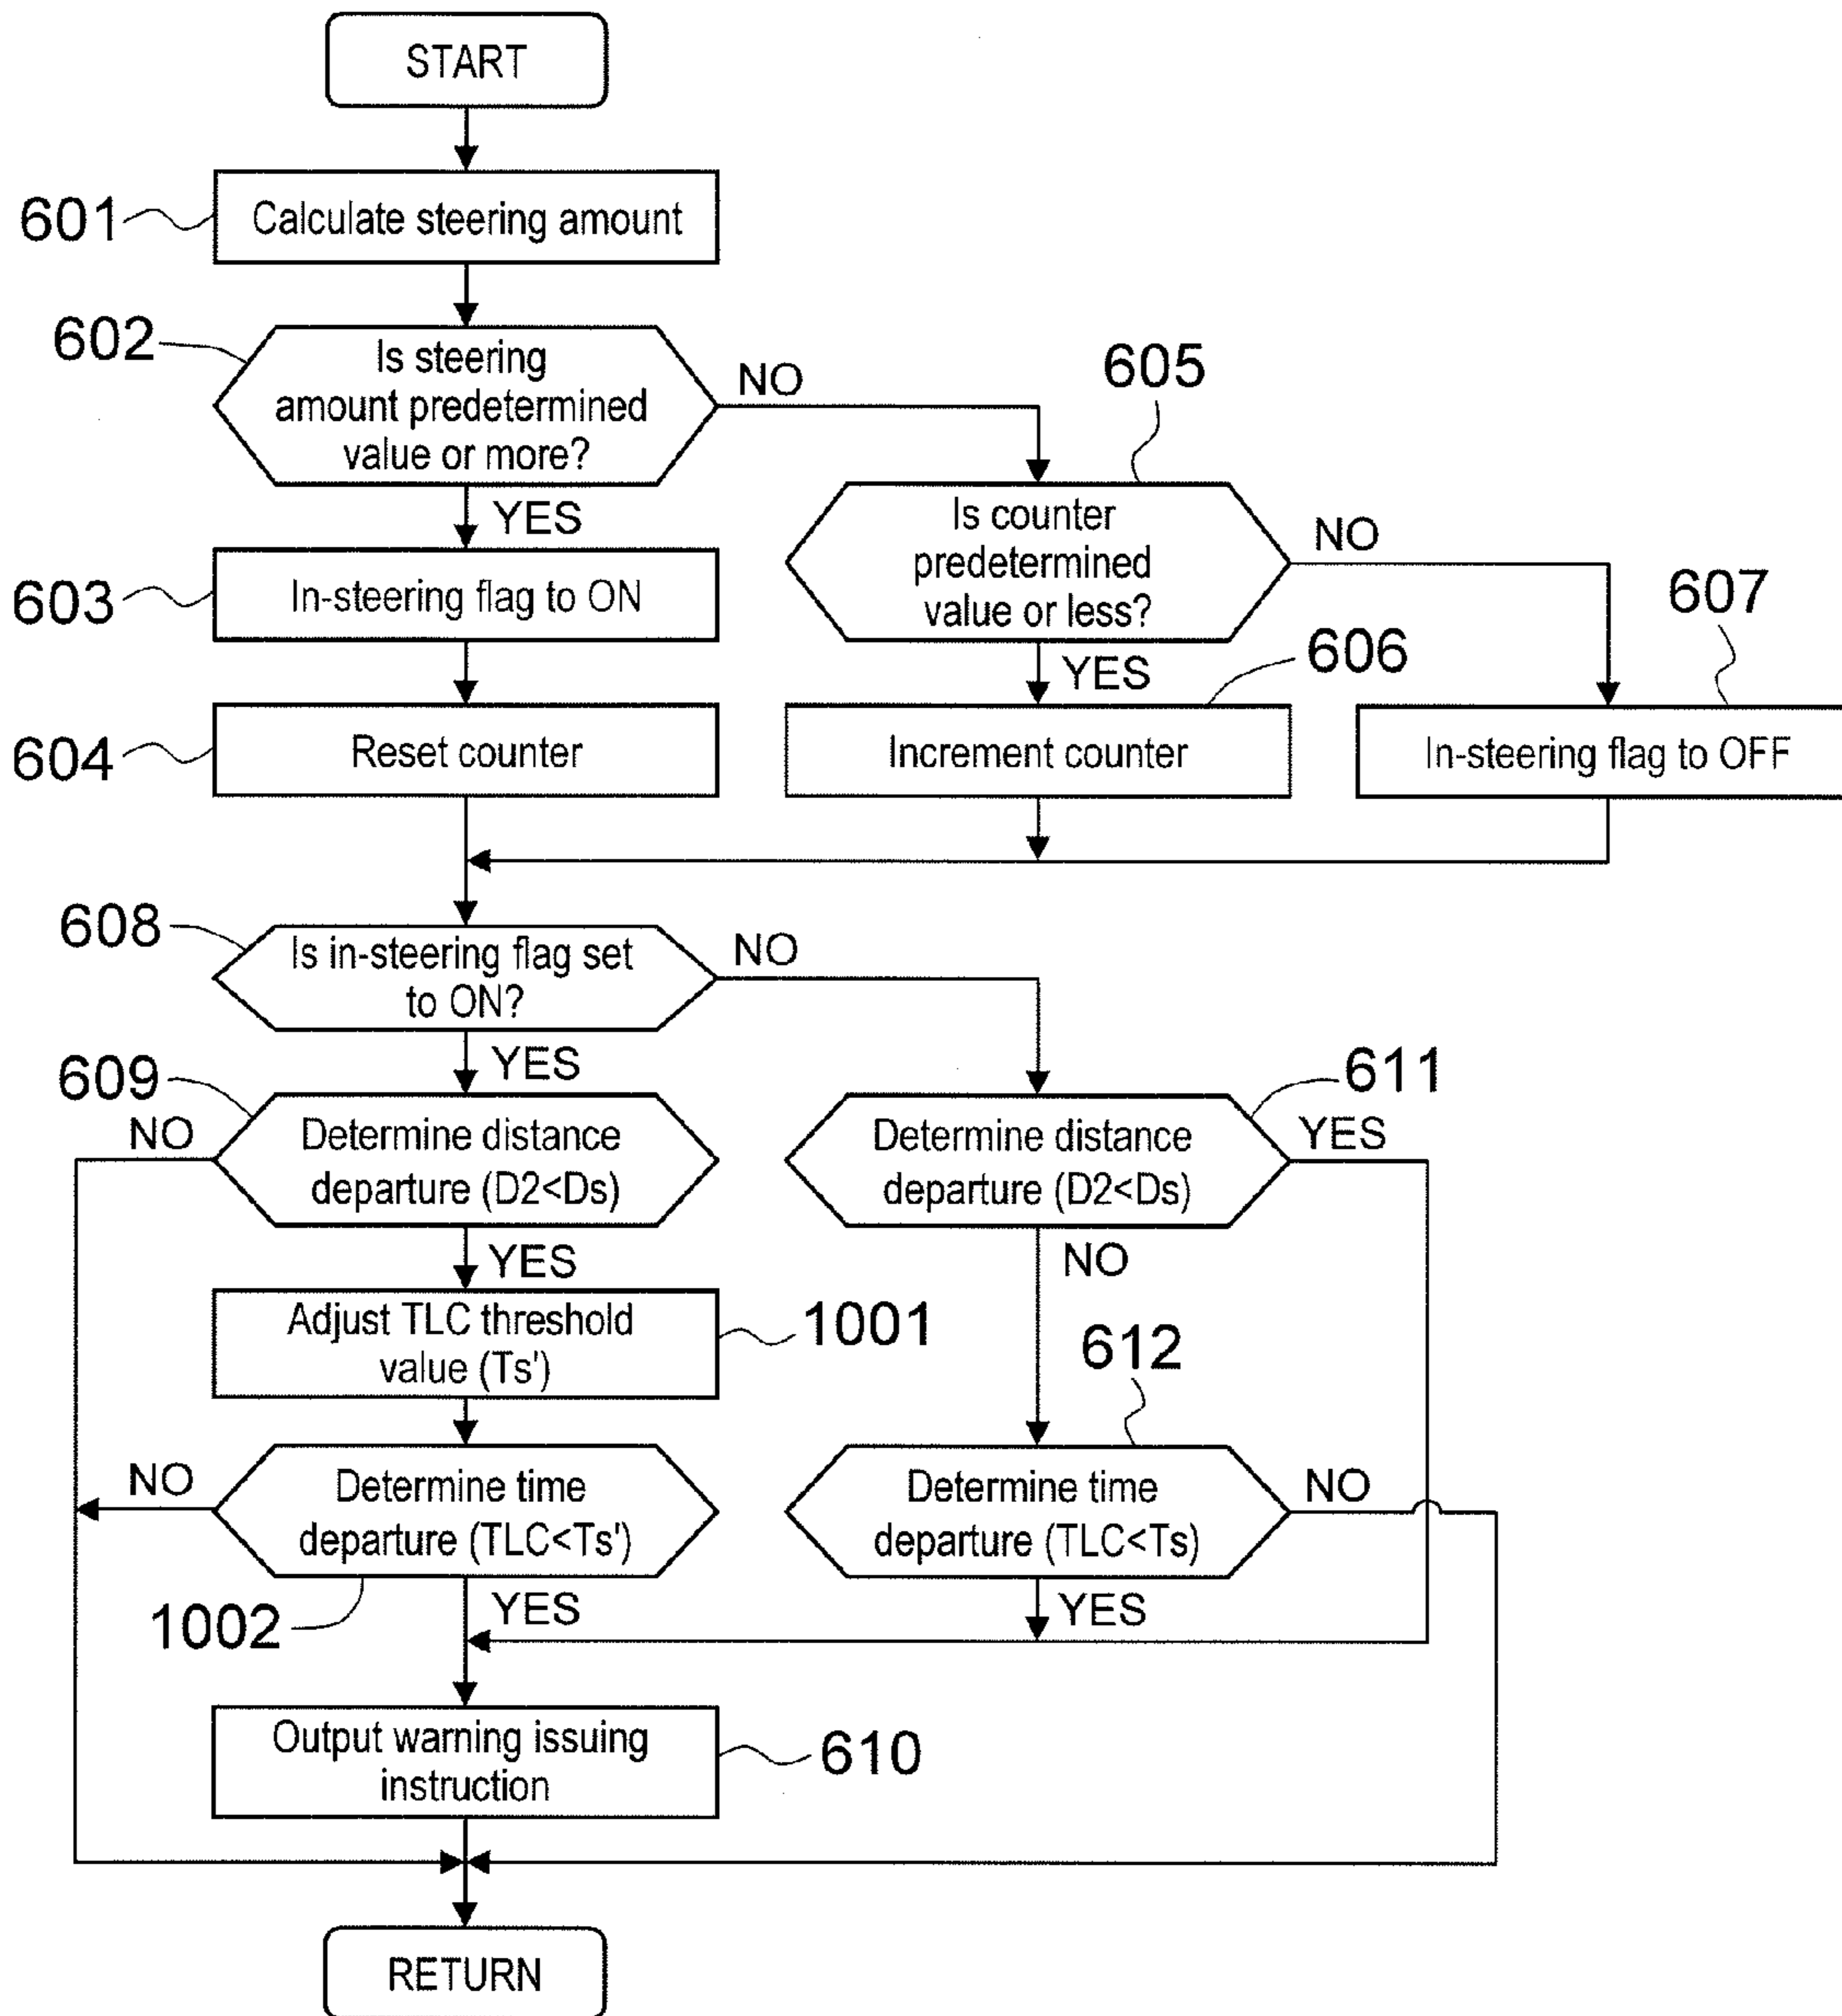 START
601
Calculate steering amount
602
Is steering
amount predetermined
value or more?
NO
YES
605
Is counter
predetermined
value or less?
NO
YES
603
In-steering flag to ON
607
606
604
Reset counter
Increment counter
In-steering flag to OFF
608
Is in-steering flag set
to ON?
NO
YES
609
NO
Determine distance
departure (D2<Ds)
YES
611
Determine distance
departure (D2<Ds)
YES
NO
Adjust TLC threshold
value (Ts')
1001
612
NO
Determine time
departure (TLC<Ts')
YES
1002
Determine time
departure (TLC<Ts)
NO
YES
Output warning issuing
instruction
610
RETURN